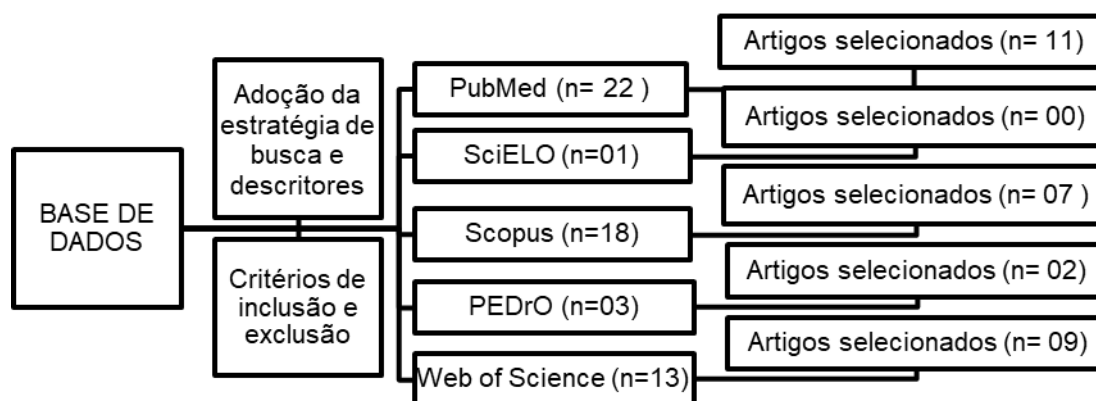 BASE DE
DADOS
Adoção da
estratégia de
busca e
descritores
Critérios de
inclusão e
exclusão
PubMed (n= 22 )
SciELO (n=01)
Scopus (n=18)
PEDrO (n=03)
Web of Science (n=13)
Artigos selecionados (n= 11)
Artigos selecionados (n= 00)
Artigos selecionados (n= 07 )
Artigos selecionados (n= 02)
Artigos selecionados (n= 09)